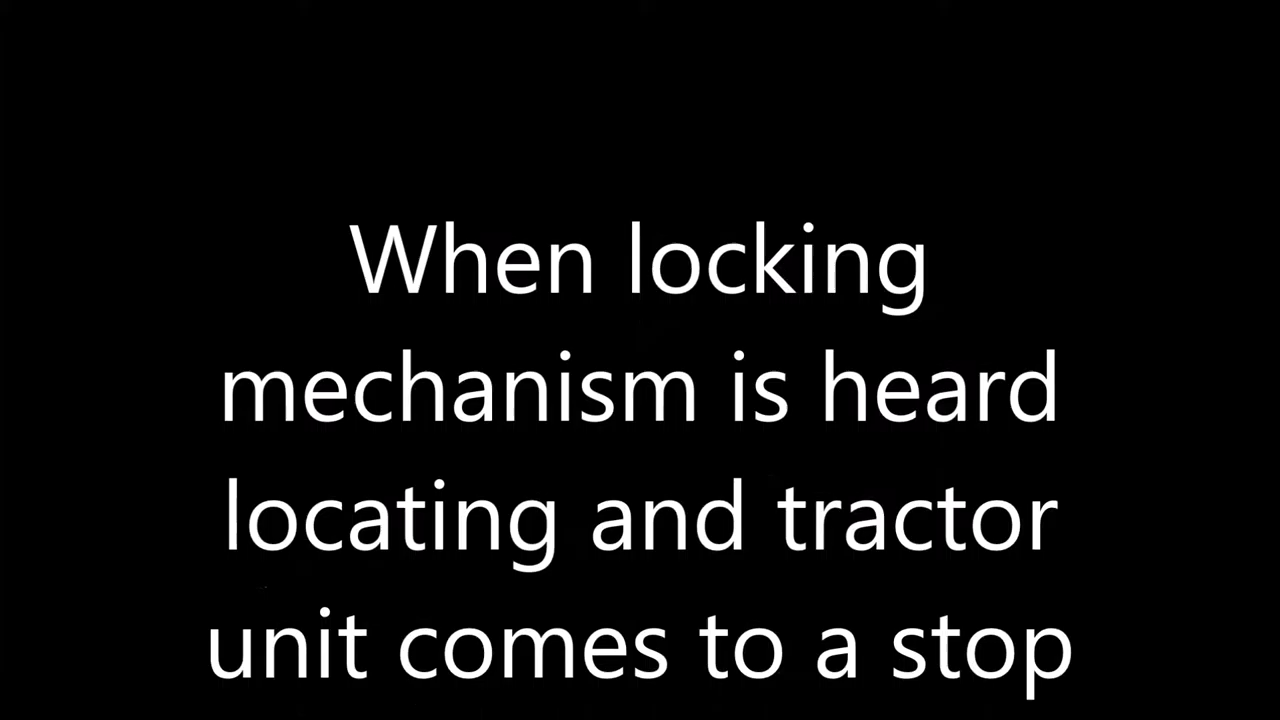 When locking
mechanism is heard
locating and tractor
unit comes to a stop